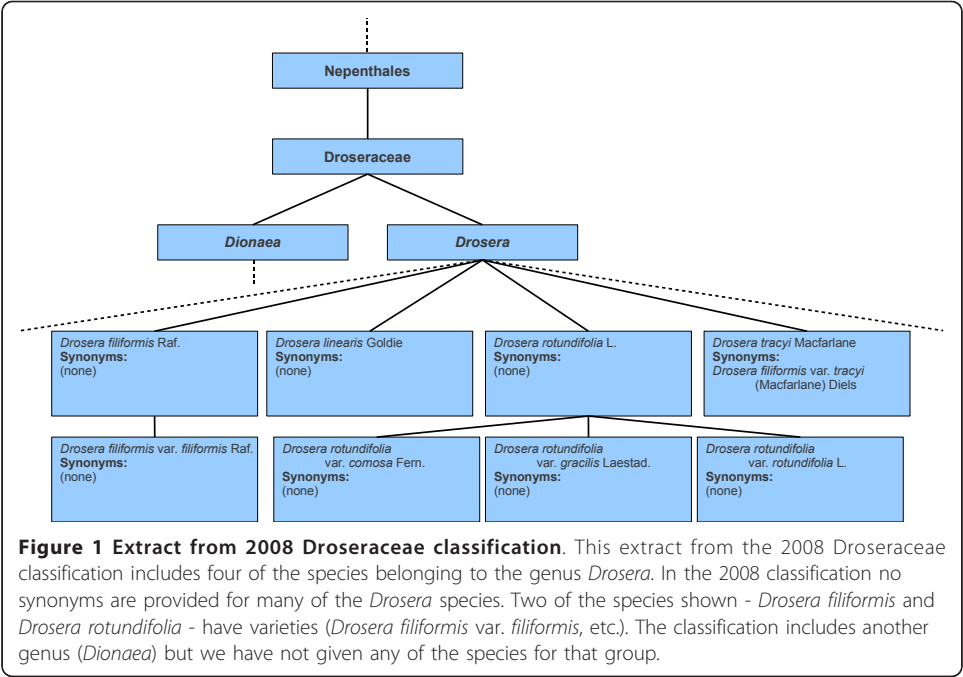 Nepenthales
Droseraceae
Dionaea
Drosera
Drosera filiformis Raf.
Synonyms:
(none)
Drosera linearis Goldie
Synonyms:
(none)
Drosera rotundifolia L.
Synonyms:
(none)
Drosera tracyi Macfarlane
Synonyms:
Drosera filiformis var. tracyi
(Macfarlane) Diels
Drosera filiformis var. filiformis Raf.
Synonyms:
(none)
Drosera rotundifolia
var. comosa Fern.
Synonyms:
(none)
Drosera rotundifolia
var. gracilis Laestad.
Synonyms:
(none)
Drosera rotundifolia
var. rotundifolia L.
Synonyms:
(none)
Figure 1 Extract from 2008 Droseraceae classification. This extract from the 2008 Droseraceae
classification includes four of the species belonging to the genus Drosera. In the 2008 classification no
synonyms are provided for many of the Drosera species. Two of the species shown - Drosera filiformis and
Drosera rotundifolia - have varieties (Drosera filiformis var. filiformis, etc.). The classification includes another
genus (Dionaea) but we have not given any of the species for that group.